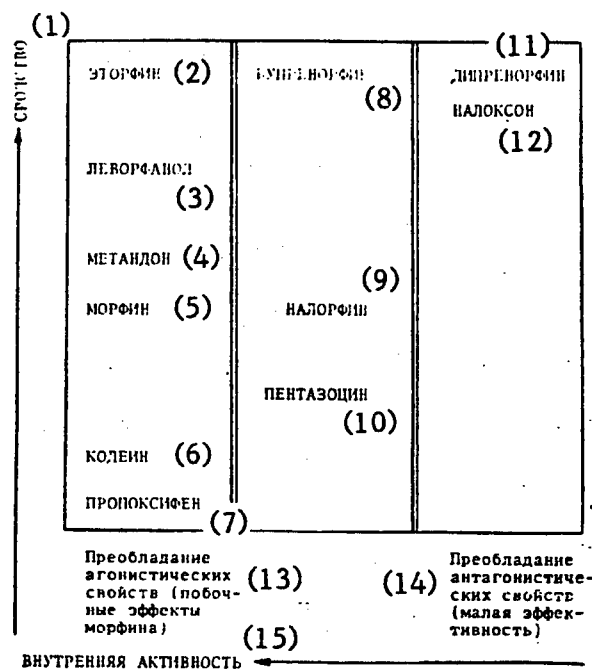 (1)
СРОДСТВО
ЭТОРФИН (2)
БУПРЕНОРФИН
(8)
(11)
ДИПРЕНОРФИН
НАЛОКСОН
(12)
ЛЕВОРФАНОЛ
(3)
МЕТАНДОН (4)
(9)
МОРФИН (5)
НАЛОРФИН
ПЕНТАЗОЦИН
(10)
КОДЕИН (6)
ПРОПОКСИФЕН
(7)
Преобладание
агонистических
свойств (побоч-
ные эффекты
морфина)
(13)
(14)
Преобладание
антагонистиче-
ских свойств
(малая эффек-
тивность)
(15)
ВНУТРЕННЯЯ АКТИВНОСТЬ